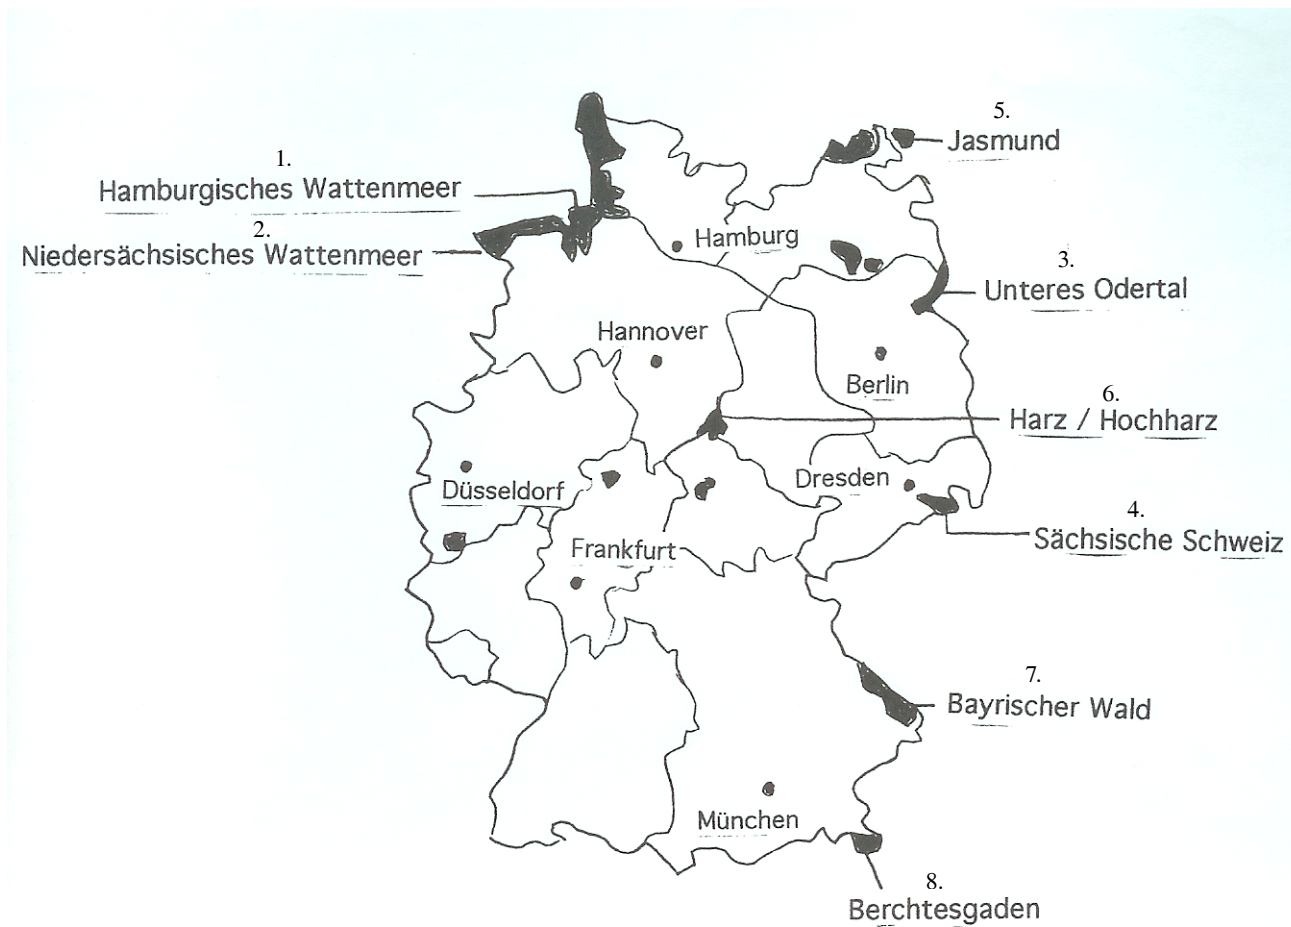 5.
Jasmund
1.
Hamburgisches Wattenmeer
2.
Niedersächsisches Wattenmeer
Hamburg
3.
Unteres Odertal
Hannover
Berlin
6.
Harz / Hochharz
Dresden
Düsseldorf
4.
Sächsische Schweiz
Frankfurt
7.
Bayrischer Wald
München
8.
Berchtesgaden